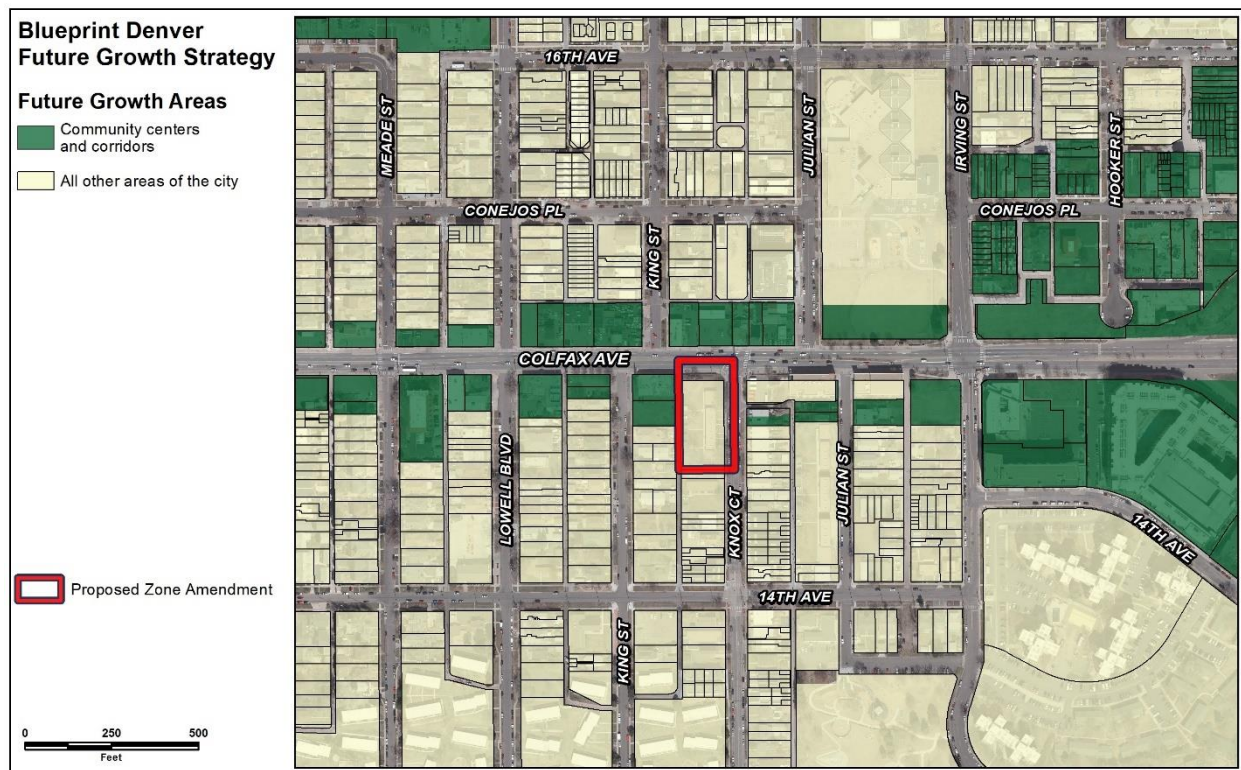 Blueprint Denver
Future Growth Strategy
Future Growth Areas
Community centers
and corridors
All other areas of the city
Proposed Zone Amendment
0 250 500
Feet
16TH AVE
MEADE ST
JULIAN ST
IRVING ST
HOOKER ST
CONEJOS PL
CONEJOS PL
KING ST
COLFAX AVE
LOWELL BLVD
KNOX CT
JULIAN ST
14TH AVE
14TH AVE
KING ST